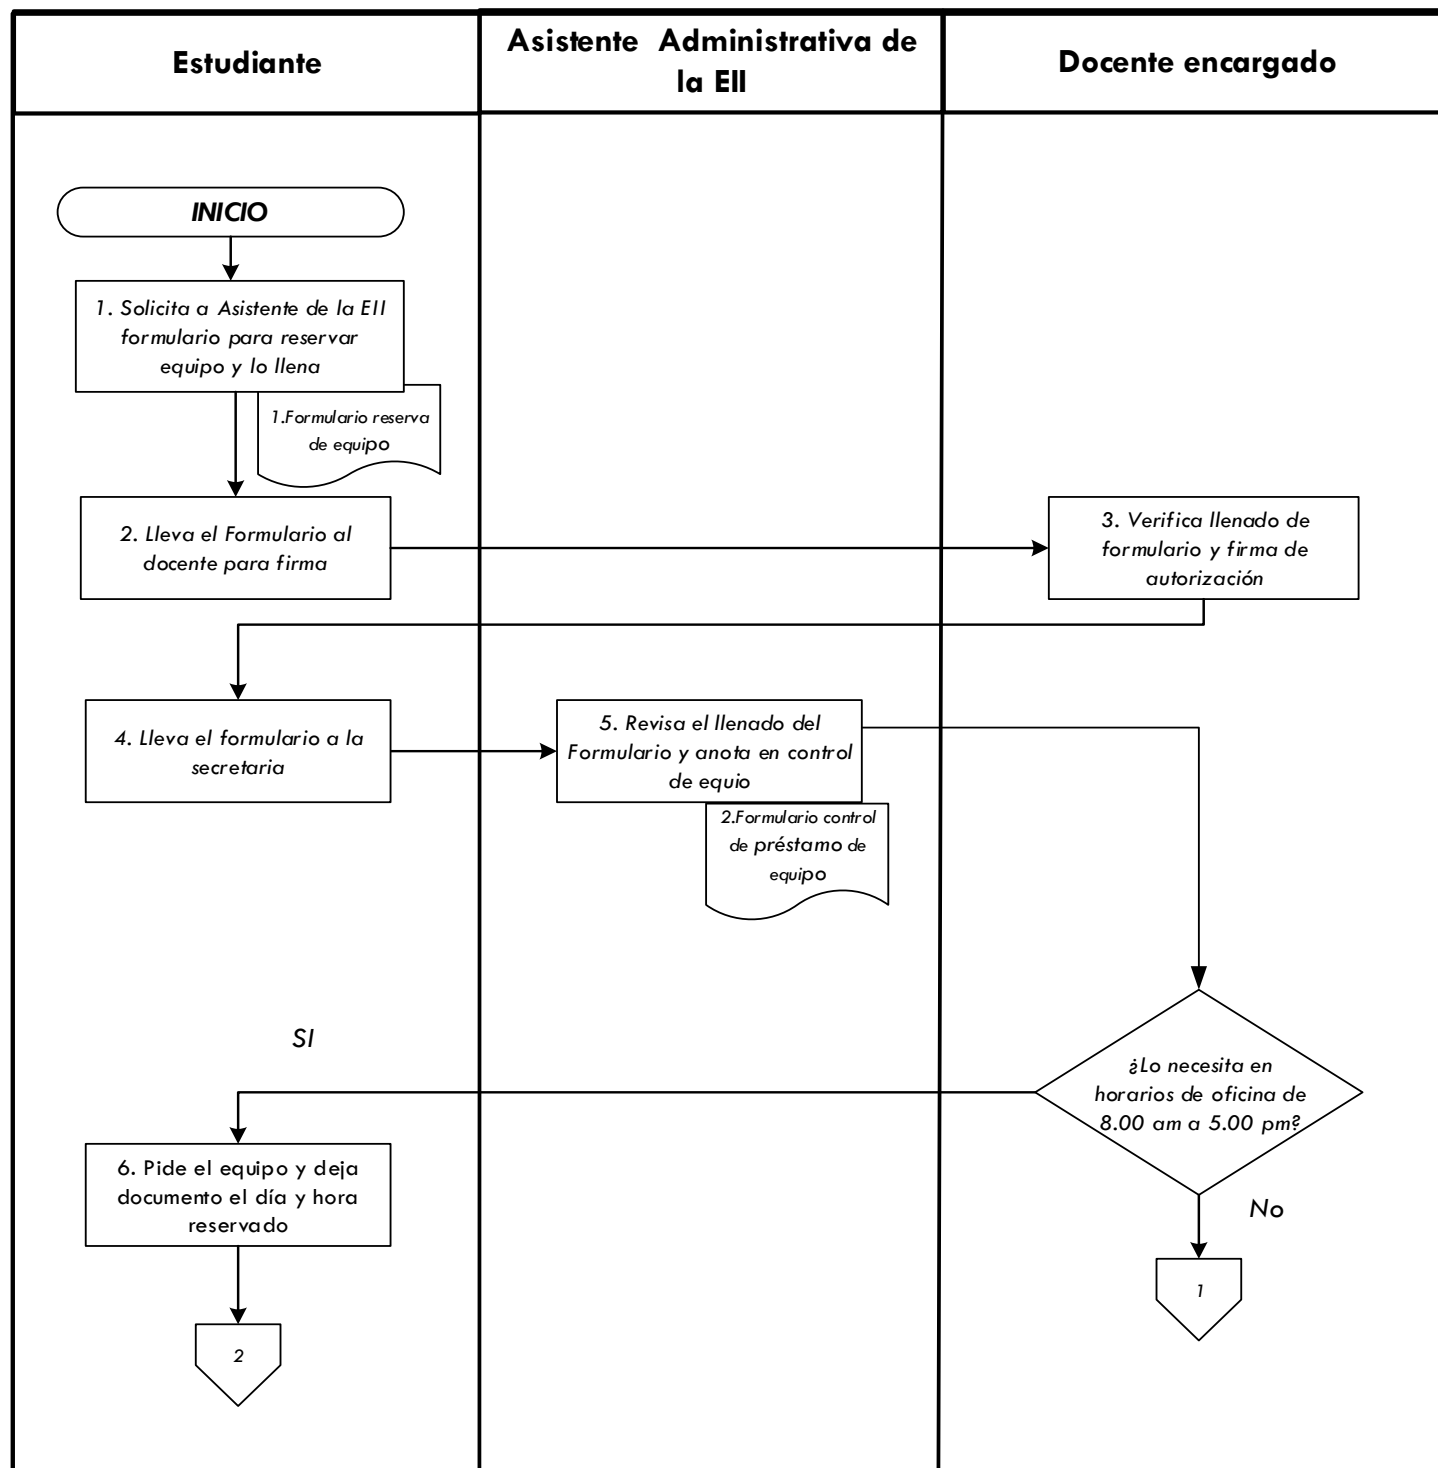 Estudiante
Asistente Administrativa de
la EII
Docente encargado
INICIO
1. Solicita a Asistente de la EII
formulario para reservar
equipo y lo llena
1.Formulario reserva
de equipo
2. Lleva el Formulario al
docente para firma
3. Verifica llenado de
formulario y firma de
autorización
4. Lleva el formulario a la
secretaria
5. Revisa el llenado del
Formulario y anota en control
de equio
2.Formulario control
de préstamo de
equipo
SI
¿Lo necesita en
horarios de oficina de
8.00 am a 5.00 pm?
6. Pide el equipo y deja
documento el día y hora
reservado
No
1
2